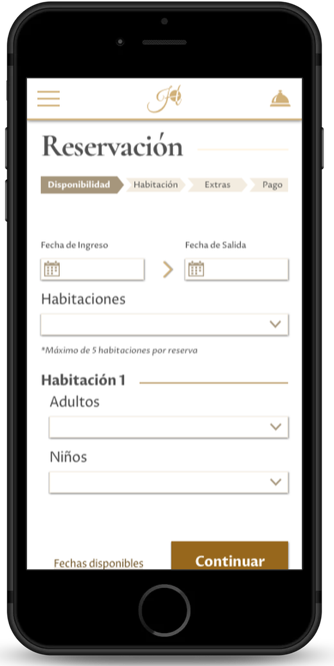 Reservación
Disponibilidad Habitación Extras Pago
Fecha de Ingreso Fecha de Salida
Habitaciones
*Máximo de 5 habitaciones por reserva
Habitación 1
Adultos
Niños
Fechas disponibles Continuar